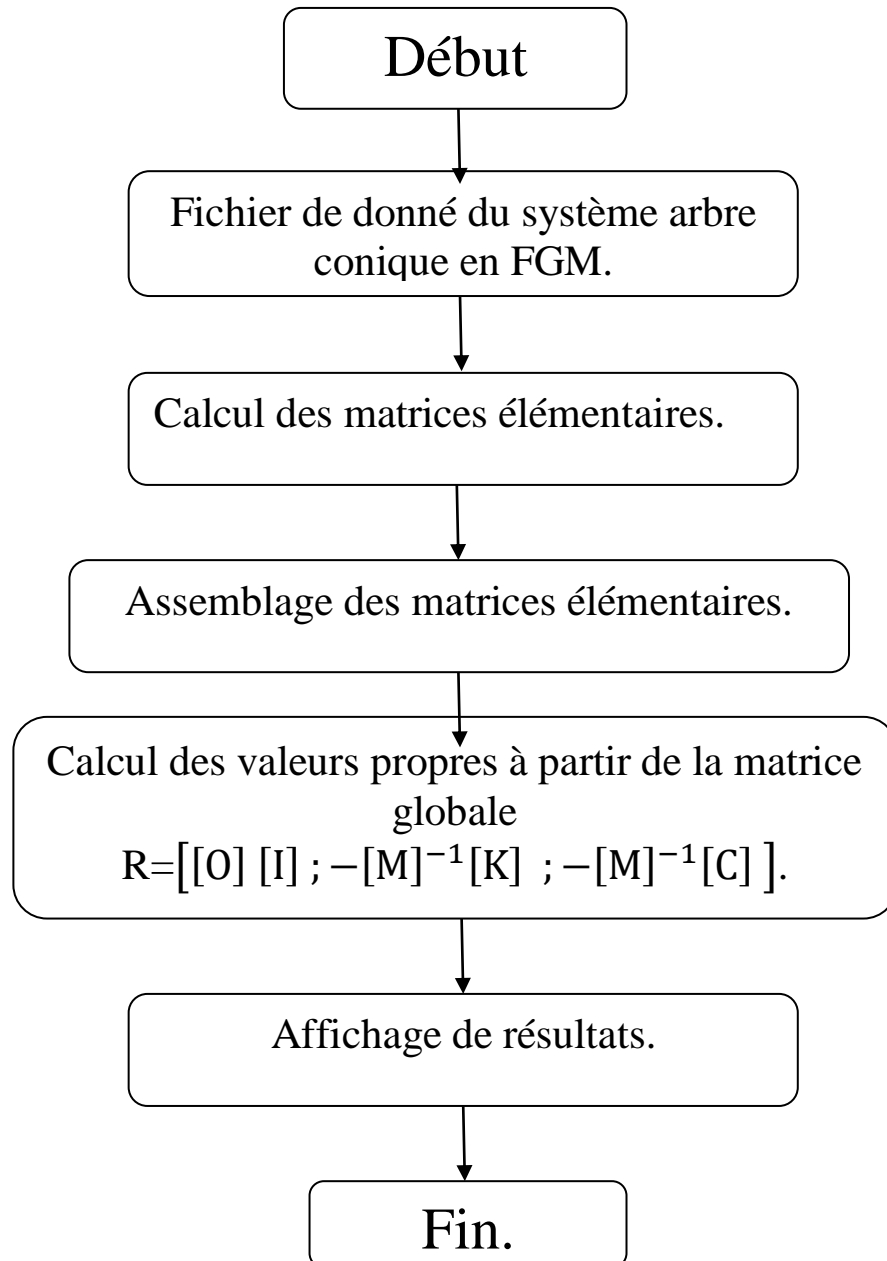 Début
Fichier de donné du système arbre
conique en FGM.
Calcul des matrices élémentaires.
Assemblage des matrices élémentaires.
Calcul des valeurs propres à partir de la matrice
globale
R=[[O] [I] ; −[M]⁻¹[K] ; −[M]⁻¹[C] ].
Affichage de résultats.
Fin.